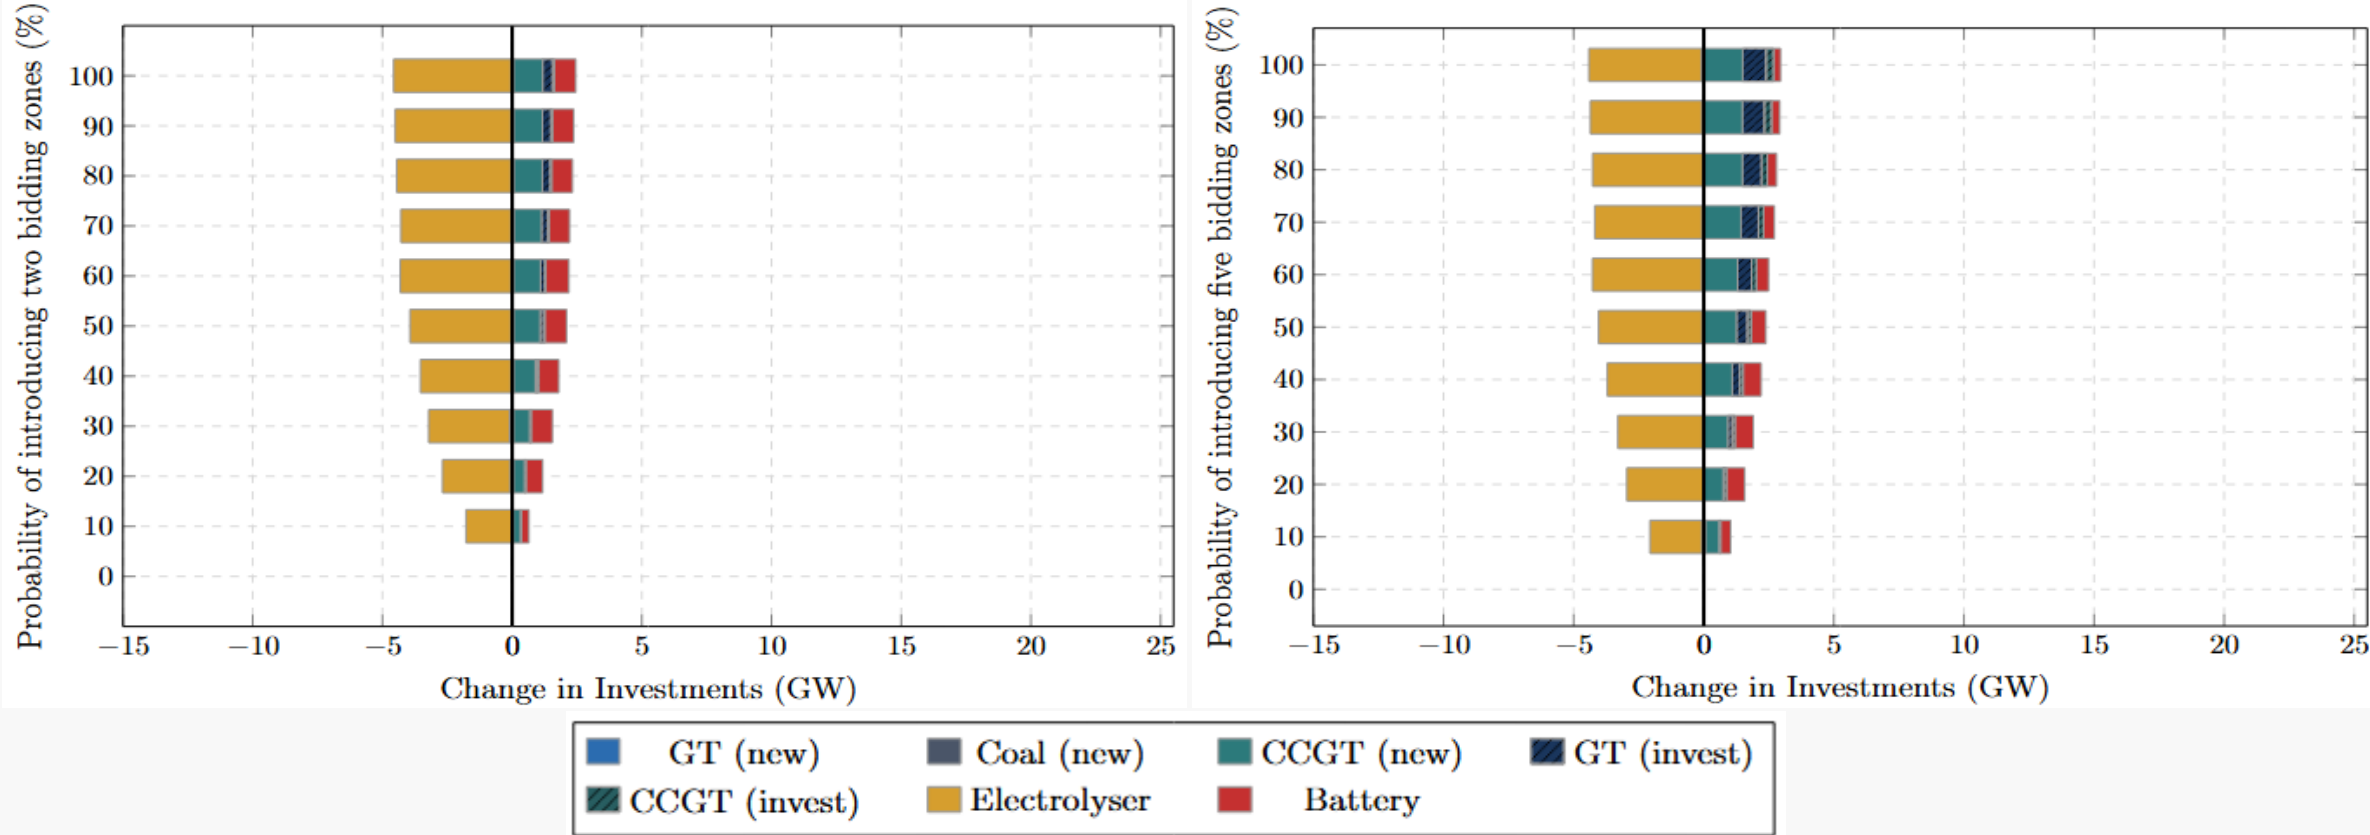 Probability of introducing two bidding zones (%)
100
90
80
70
60
50
40
30
20
10
0
−15 −10 −5 0 5 10 15 20 25
Change in Investments (GW)
Probability of introducing five bidding zones (%)
100
90
80
70
60
50
40
30
20
10
0
−15 −10 −5 0 5 10 15 20 25
Change in Investments (GW)
GT (new) Coal (new) CCGT (new) GT (invest)
CCGT (invest) Electrolyser Battery